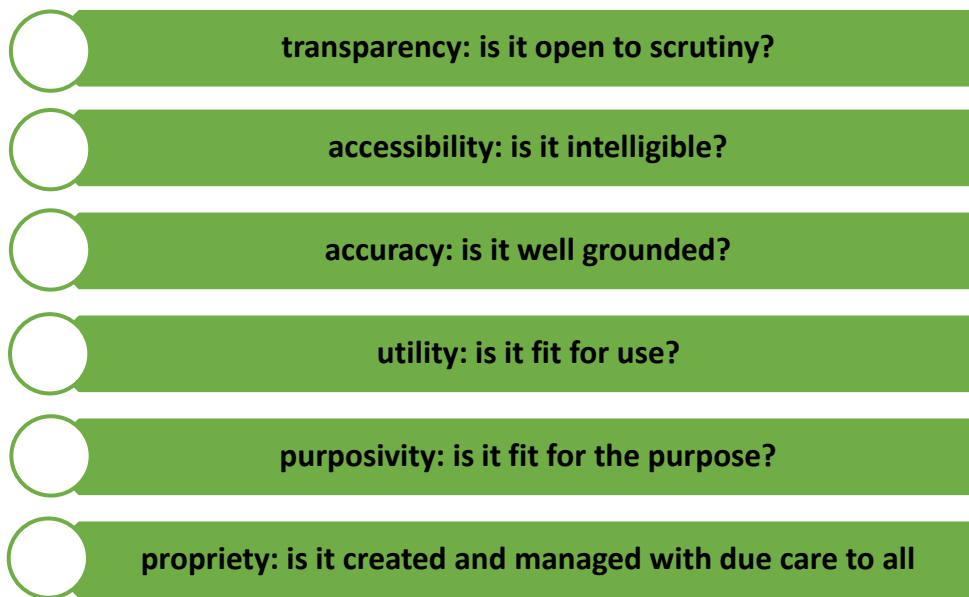 transparency: is it open to scrutiny?
accessibility: is it intelligible?
accuracy: is it well grounded?
utility: is it fit for use?
purposivity: is it fit for the purpose?
propriety: is it created and managed with due care to all